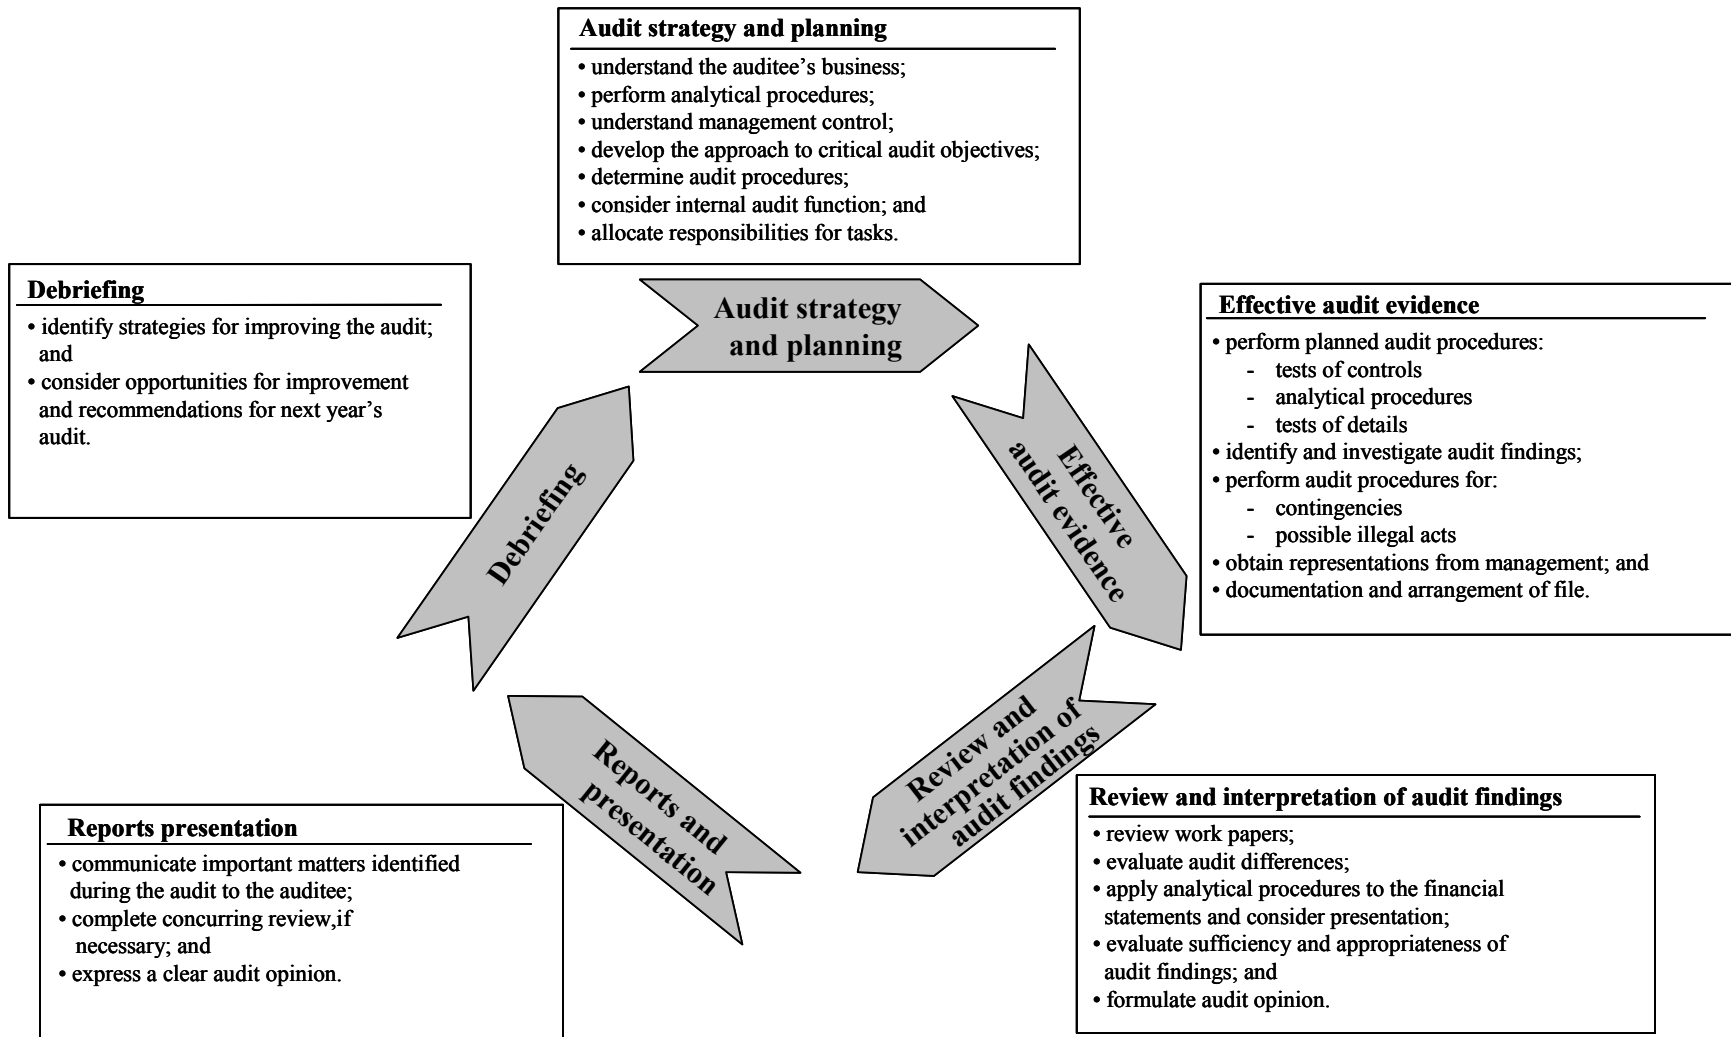 Audit strategy and planning
• understand the auditee’s business;
• perform analytical procedures;
• understand management control;
• develop the approach to critical audit objectives;
• determine audit procedures;
• consider internal audit function; and
• allocate responsibilities for tasks.
Audit strategy
and planning
Effective audit evidence
• perform planned audit procedures:
- tests of controls
- analytical procedures
- tests of details
• identify and investigate audit findings;
• perform audit procedures for:
- contingencies
- possible illegal acts
• obtain representations from management; and
• documentation and arrangement of file.
Effective
audit evidence
Review and
interpretation of
audit findings
Review and interpretation of audit findings
• review work papers;
• evaluate audit differences;
• apply analytical procedures to the financial
statements and consider presentation;
• evaluate sufficiency and appropriateness of
audit findings; and
• formulate audit opinion.
Reports and
presentation
Reports presentation
• communicate important matters identified
during the audit to the auditee;
• complete concurring review,if
necessary; and
• express a clear audit opinion.
Debriefing
Debriefing
• identify strategies for improving the audit;
and
• consider opportunities for improvement
and recommendations for next year’s
audit.